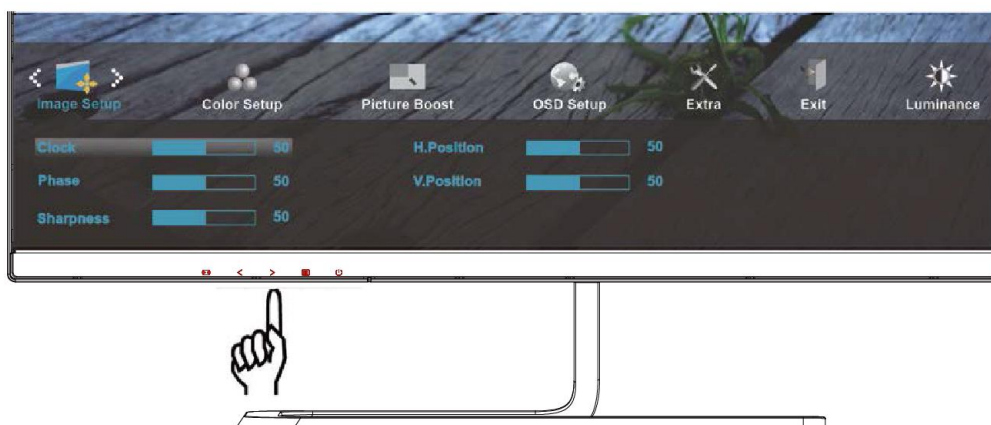 Image Setup Color Setup Picture Boost OSD Setup Extra Exit Luminance
Clock 50 H.Position 50
Phase 50 V.Position 50
Sharpness 50